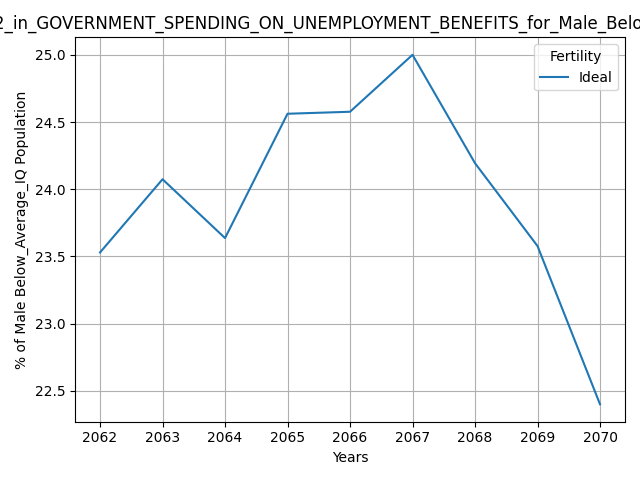 2_in_GOVERNMENT_SPENDING_ON_UNEMPLOYMENT_BENEFITS_for_Male_Belo
Fertility
Ideal
25.0
24.5
24.0
23.5
23.0
22.5
% of Male Below_Average_IQ Population
2062 2063 2064 2065 2066 2067 2068 2069 2070
Years